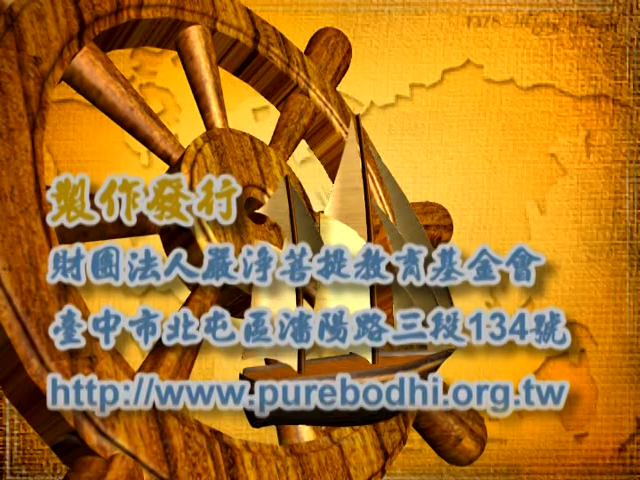 製作發行
財團法人嚴淨菩提教育基金會
臺中市北屯區瀋陽路三段134號
http://www.purebodhi.org.tw